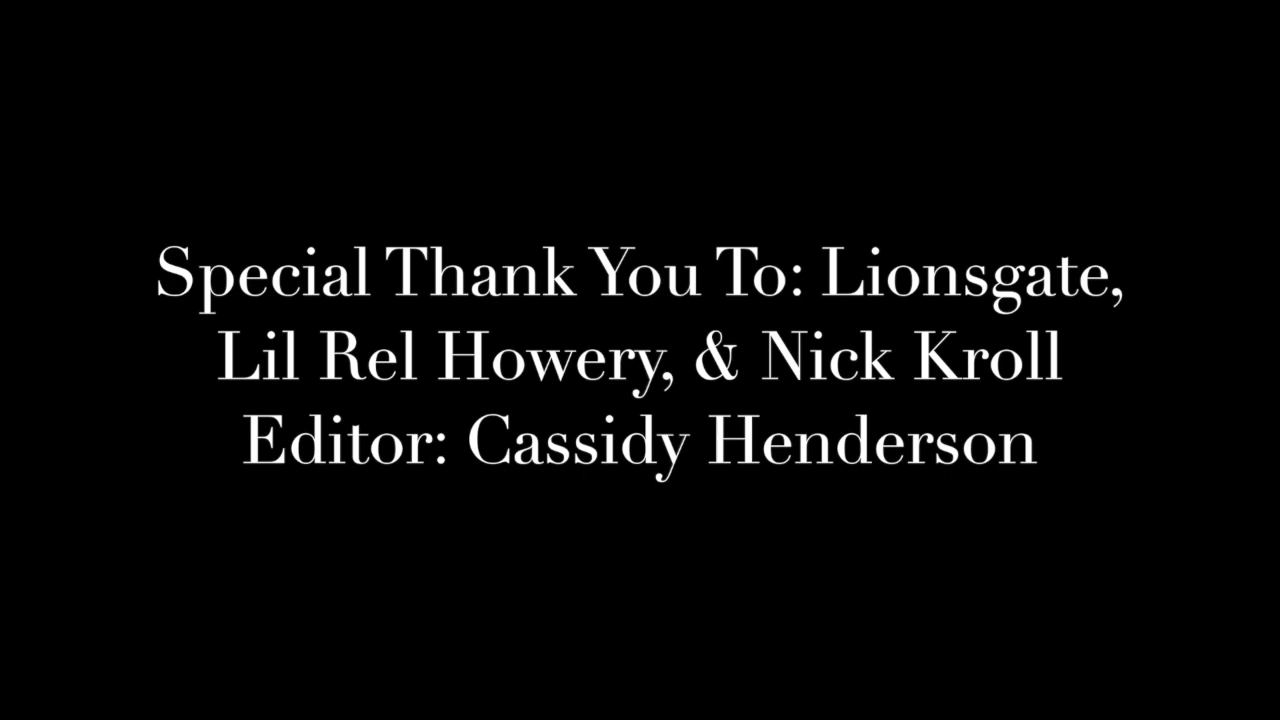 Special Thank You To: Lionsgate,
Lil Rel Howery, & Nick Kroll
Editor: Cassidy Henderson